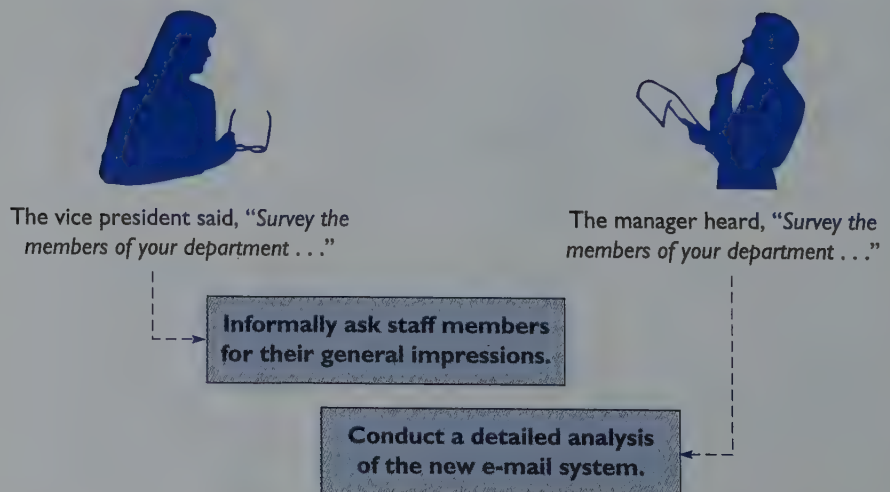 The vice president said, “Survey the
members of your department . . .”
The manager heard, “Survey the
members of your department . . .”
Informally ask staff members
for their general impressions.
Conduct a detailed analysis
of the new e-mail system.